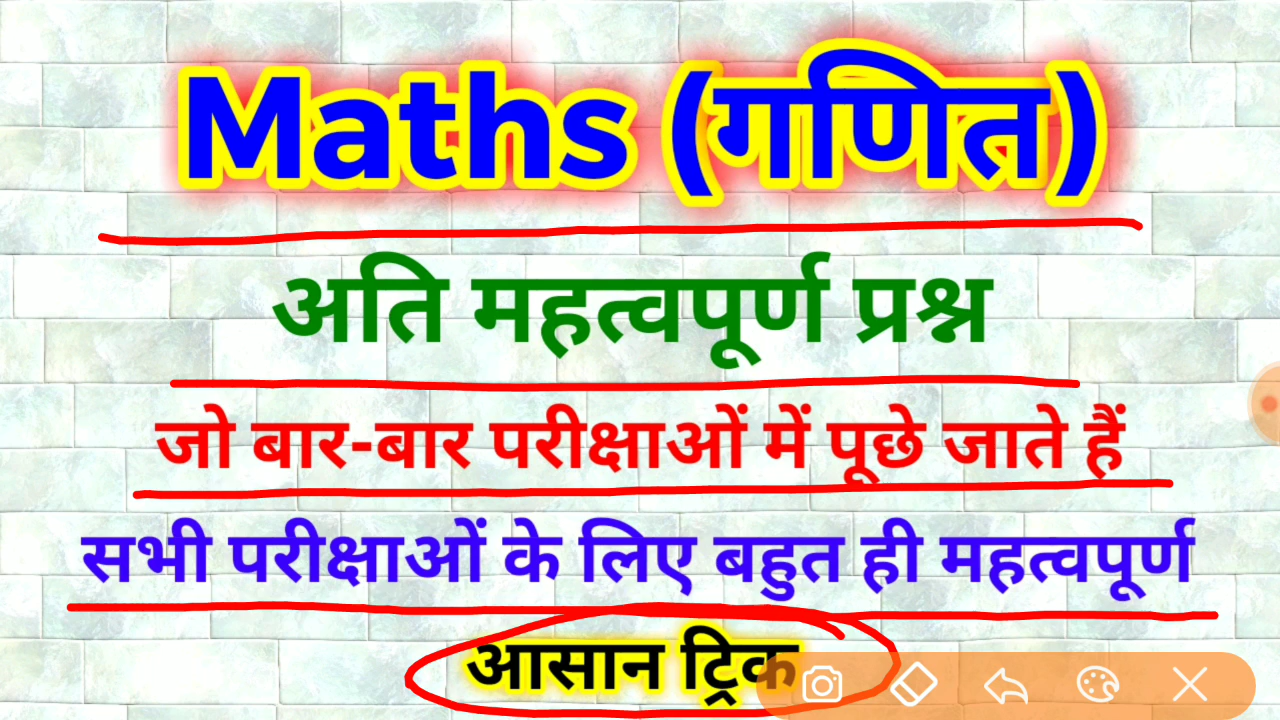 Maths (गणित)
अति महत्वपूर्ण प्रश्न
जो बार-बार परीक्षाओं में पूछे जाते हैं
सभी परीक्षाओं के लिए बहुत ही महत्वपूर्ण
आसान ट्रिक